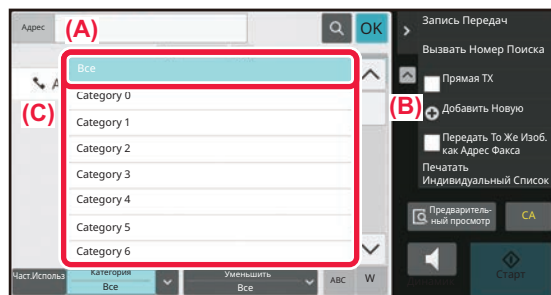 Адрес
(A)
OK
Все
A
(C)
Category 0
Category 1
Category 2
Category 3
Category 4
Category 5
Category 6
Част.Использ
Категория
Все
Уменьшить
Все
ABC
W
(B)
Запись Передач
Вызвать Номер Поиска
Прямая TX
Добавить Новую
Передать То Же Изоб.
как Адрес Факса
Печатать
Индивидуальный Список
Предваритель-
ный просмотр
CA
Старт